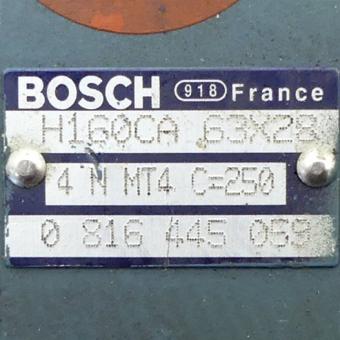 BOSCH 918 France
H160CA 63X28
4 N MT4 C=250
0 816 445 059